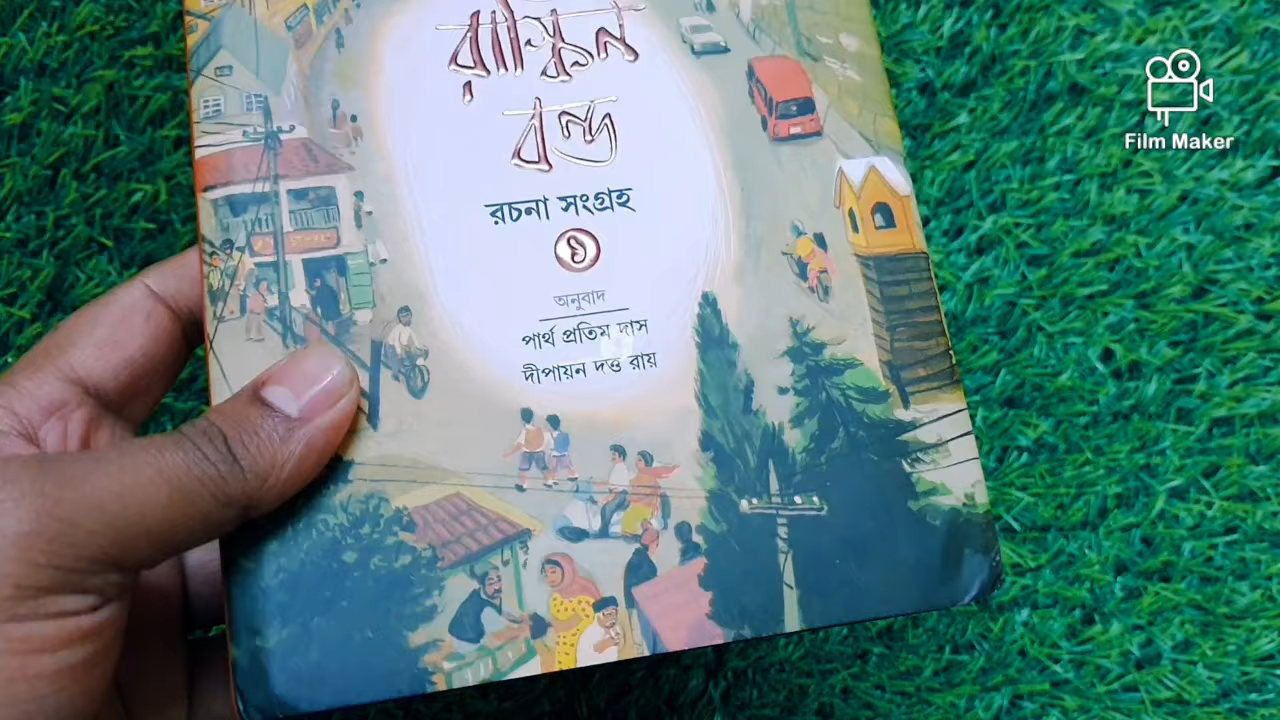 রাস্কিন
বন্ড
রচনা সংগ্রহ
১
অনুবাদ
পার্থ প্রতিম দাস
দীপায়ন দত্ত রায়
Film Maker